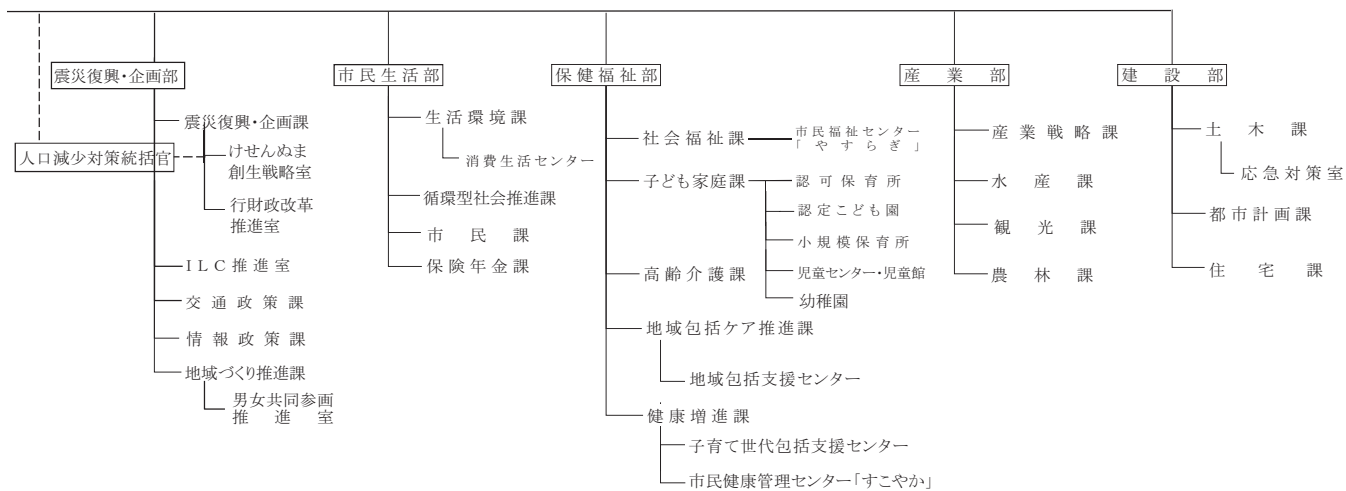 震災復興・企画部
震災復興・企画課
人口減少対策統括官
けせんぬま
創生戦略室
行財政改革
推進室
ILC推進室
交通政策課
情報政策課
地域づくり推進課
男女共同参画
推進室
市民生活部
生活環境課
消費生活センター
循環型社会推進課
市民課
保険年金課
保健福祉部
社会福祉課
市民福祉センター
「やすらぎ」
子ども家庭課
認可保育所
認定こども園
小規模保育所
児童センター・児童館
幼稚園
高齢介護課
地域包括ケア推進課
地域包括支援センター
健康増進課
子育て世代包括支援センター
市民健康管理センター「すこやか」
産業部
産業戦略課
水産課
観光課
農林課
建設部
土木課
応急対策室
都市計画課
住宅課